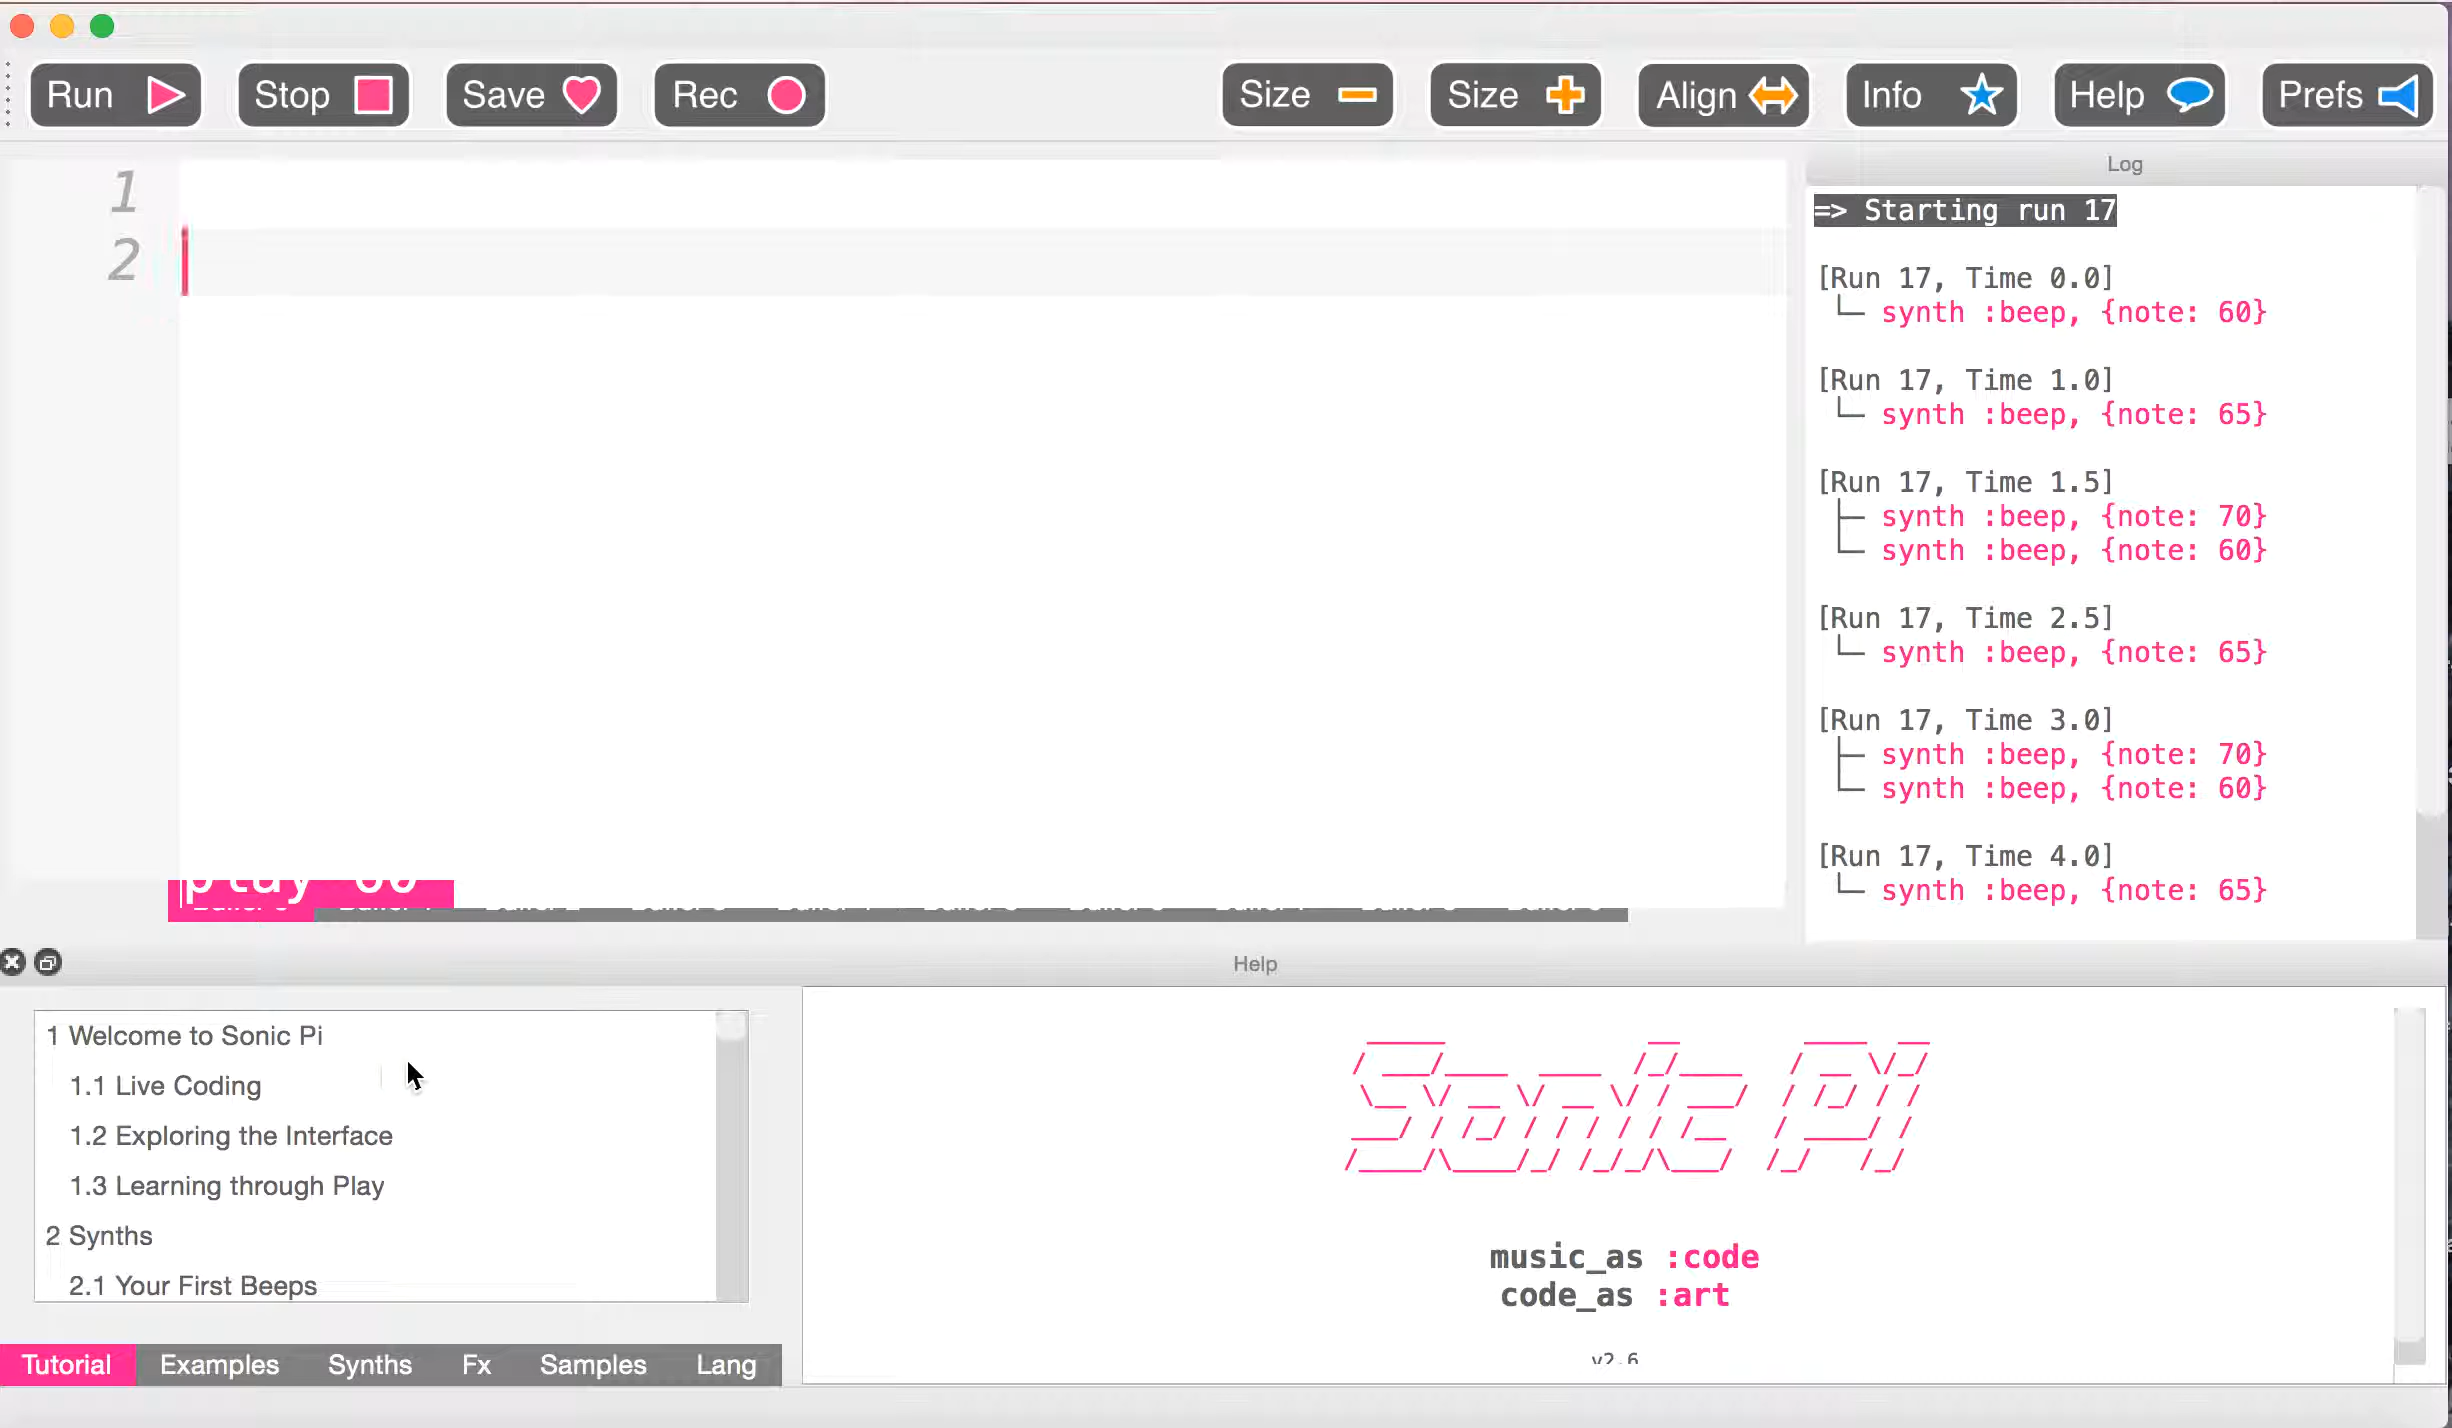 Run Stop Save Rec Size Size Align Info Help Prefs
1
2
play 60
Log
=> Starting run 17
[Run 17, Time 0.0]
└─ synth :beep, {note: 60}
[Run 17, Time 1.0]
└─ synth :beep, {note: 65}
[Run 17, Time 1.5]
├─ synth :beep, {note: 70}
└─ synth :beep, {note: 60}
[Run 17, Time 2.5]
└─ synth :beep, {note: 65}
[Run 17, Time 3.0]
├─ synth :beep, {note: 70}
└─ synth :beep, {note: 60}
[Run 17, Time 4.0]
└─ synth :beep, {note: 65}
Help
1 Welcome to Sonic Pi
1.1 Live Coding
1.2 Exploring the Interface
1.3 Learning through Play
2 Synths
2.1 Your First Beeps
Tutorial Examples Synths Fx Samples Lang
Sonic Pi
music_as :code
code_as :art
v2.6